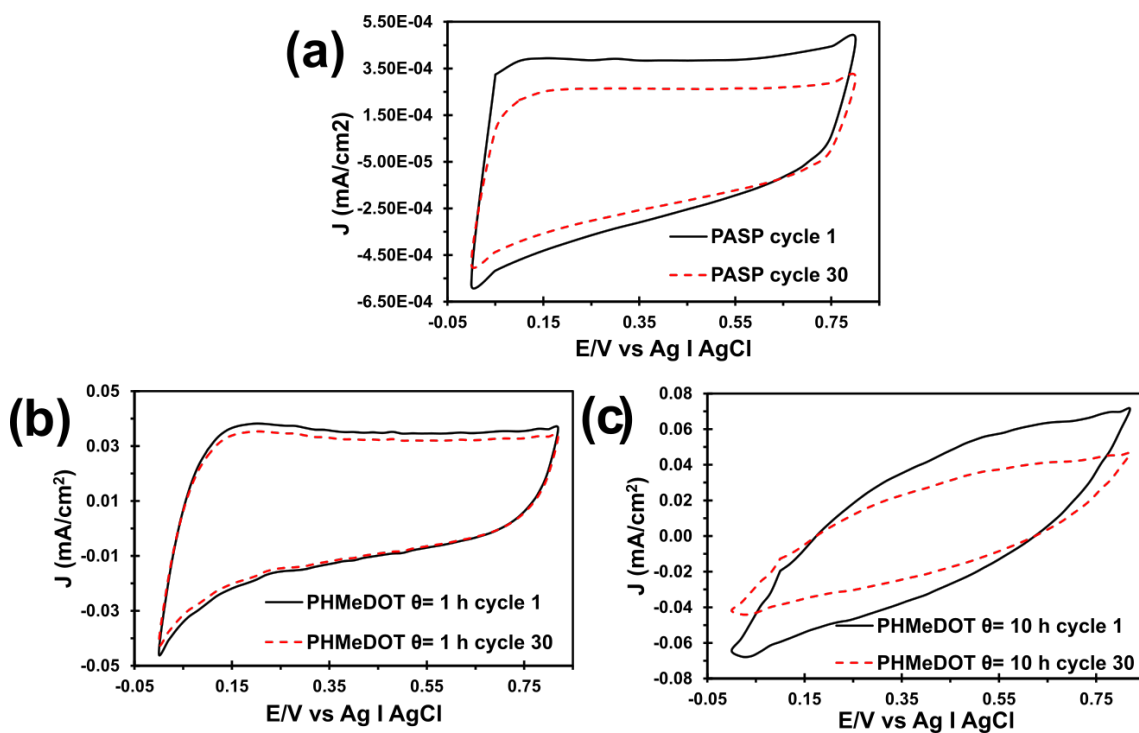 (a)
5.50E-04
3.50E-04
1.50E-04
-5.00E-05
-2.50E-04
-4.50E-04
-6.50E-04
J (mA/cm2)
PASP cycle 1
PASP cycle 30
-0.05 0.15 0.35 0.55 0.75
E/V vs Ag I AgCl
(b)
0.05
0.03
0.01
-0.01
-0.03
-0.05
J (mA/cm²)
PHMeDOT θ= 1 h cycle 1
PHMeDOT θ= 1 h cycle 30
-0.05 0.15 0.35 0.55 0.75
E/V vs Ag I AgCl
(c)
0.08
0.06
0.04
0.02
0.00
-0.02
-0.04
-0.06
-0.08
J (mA/cm²)
PHMeDOT θ= 10 h cycle 1
PHMeDOT θ= 10 h cycle 30
-0.05 0.15 0.35 0.55 0.75
E/V vs Ag I AgCl